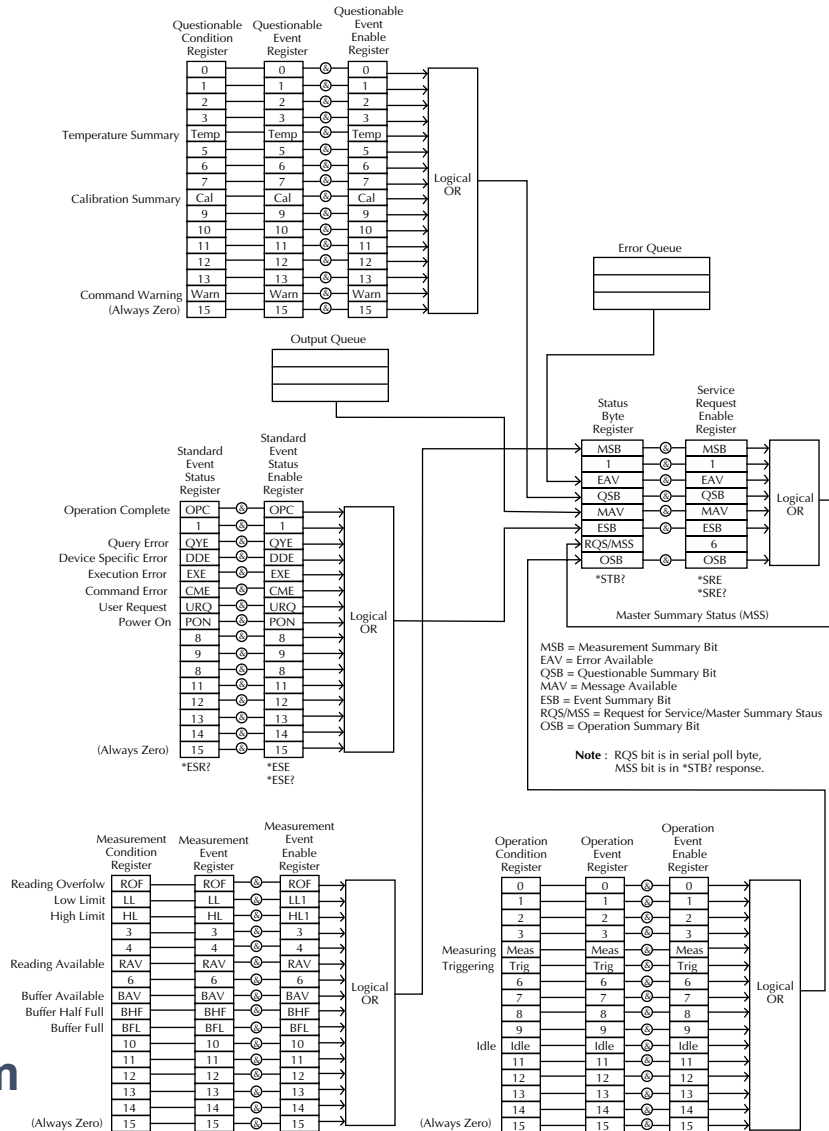 Questionable Condition Register
Questionable Event Register
Questionable Event Enable Register
0 & 0 & 0
1 1 & 1
2 2 & 2
3 3 & 3
Temperature Summary Temp Temp & Temp
5 5 & 5
6 6 & 6
7 7 & 7
Calibration Summary Cal Cal & Cal
9 9 & 9
10 10 & 10
11 11 & 11
12 12 & 12
13 13 & 13
Command Warning Warn Warn & Warn
(Always Zero) 15 15 & 15
Logical OR
Error Queue
Output Queue
Status Byte Register
Service Request Enable Register
MSB & MSB
1 & 1
EAV & EAV
QSB & QSB
MAV & MAV
ESB & ESB
RQS/MSS 6
OSB & OSB
Logical OR
*STB?
*SRE
*SRE?
Master Summary Status (MSS)
Standard Event Status Register
Standard Event Status Enable Register
Operation Complete OPC & OPC
1 & 1
Query Error QYE & QYE
Device Specific Error DDE & DDE
Execution Error EXE & EXE
Command Error CME & CME
User Request URQ & URQ
Power On PON & PON
8 & 8
9 & 9
8 & 8
11 & 11
12 & 12
13 & 13
14 & 14
(Always Zero) 15 & 15
*ESR?
*ESE
*ESE?
Logical OR
MSB = Measurement Summary Bit
EAV = Error Available
QSB = Questionable Summary Bit
MAV = Message Available
ESB = Event Summary Bit
RQS/MSS = Request for Service/Master Summary Staus
OSB = Operation Summary Bit
Note : RQS bit is in serial poll byte,
MSS bit is in *STB? response.
Measurement Condition Register
Measurement Event Register
Measurement Event Enable Register
Reading Overfolw ROF ROF & ROF
Low Limit LL LL & LL1
High Limit HL HL & HL1
3 3 & 3
4 4 & 4
Reading Available RAV RAV & RAV
6 6 & 6
Buffer Available BAV BAV & BAV
Buffer Half Full BHF BHF & BHF
Buffer Full BFL BFL & BFL
10 10 & 10
11 11 & 11
12 12 & 12
13 13 & 13
14 14 & 14
(Always Zero) 15 15 & 15
Logical OR
Operation Condition Register
Operation Event Register
Operation Event Enable Register
0 0 & 0
1 1 & 1
2 2 & 2
3 3 & 3
Measuring Meas Meas & Meas
Triggering Trig Trig & Trig
6 6 & 6
7 7 & 7
8 8 & 8
9 9 & 9
Idle Idle Idle & Idle
11 11 & 11
12 12 & 12
13 13 & 13
14 14 & 14
(Always Zero) 15 15 & 15
Logical OR